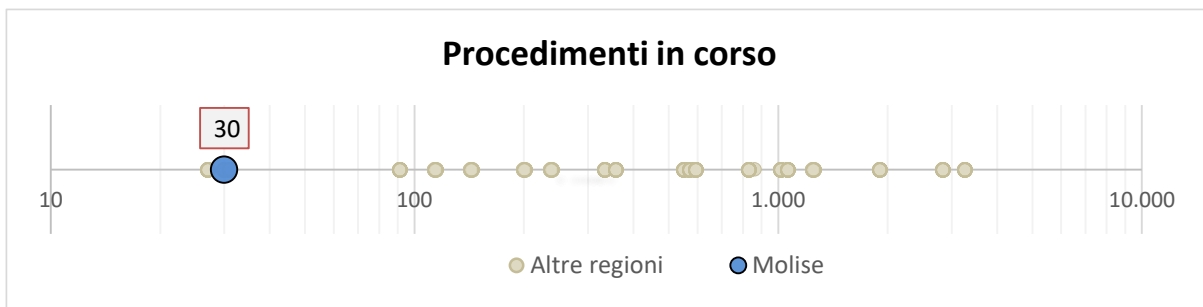 Procedimenti in corso
30
10 100 1.000 10.000
Altre regioni Molise